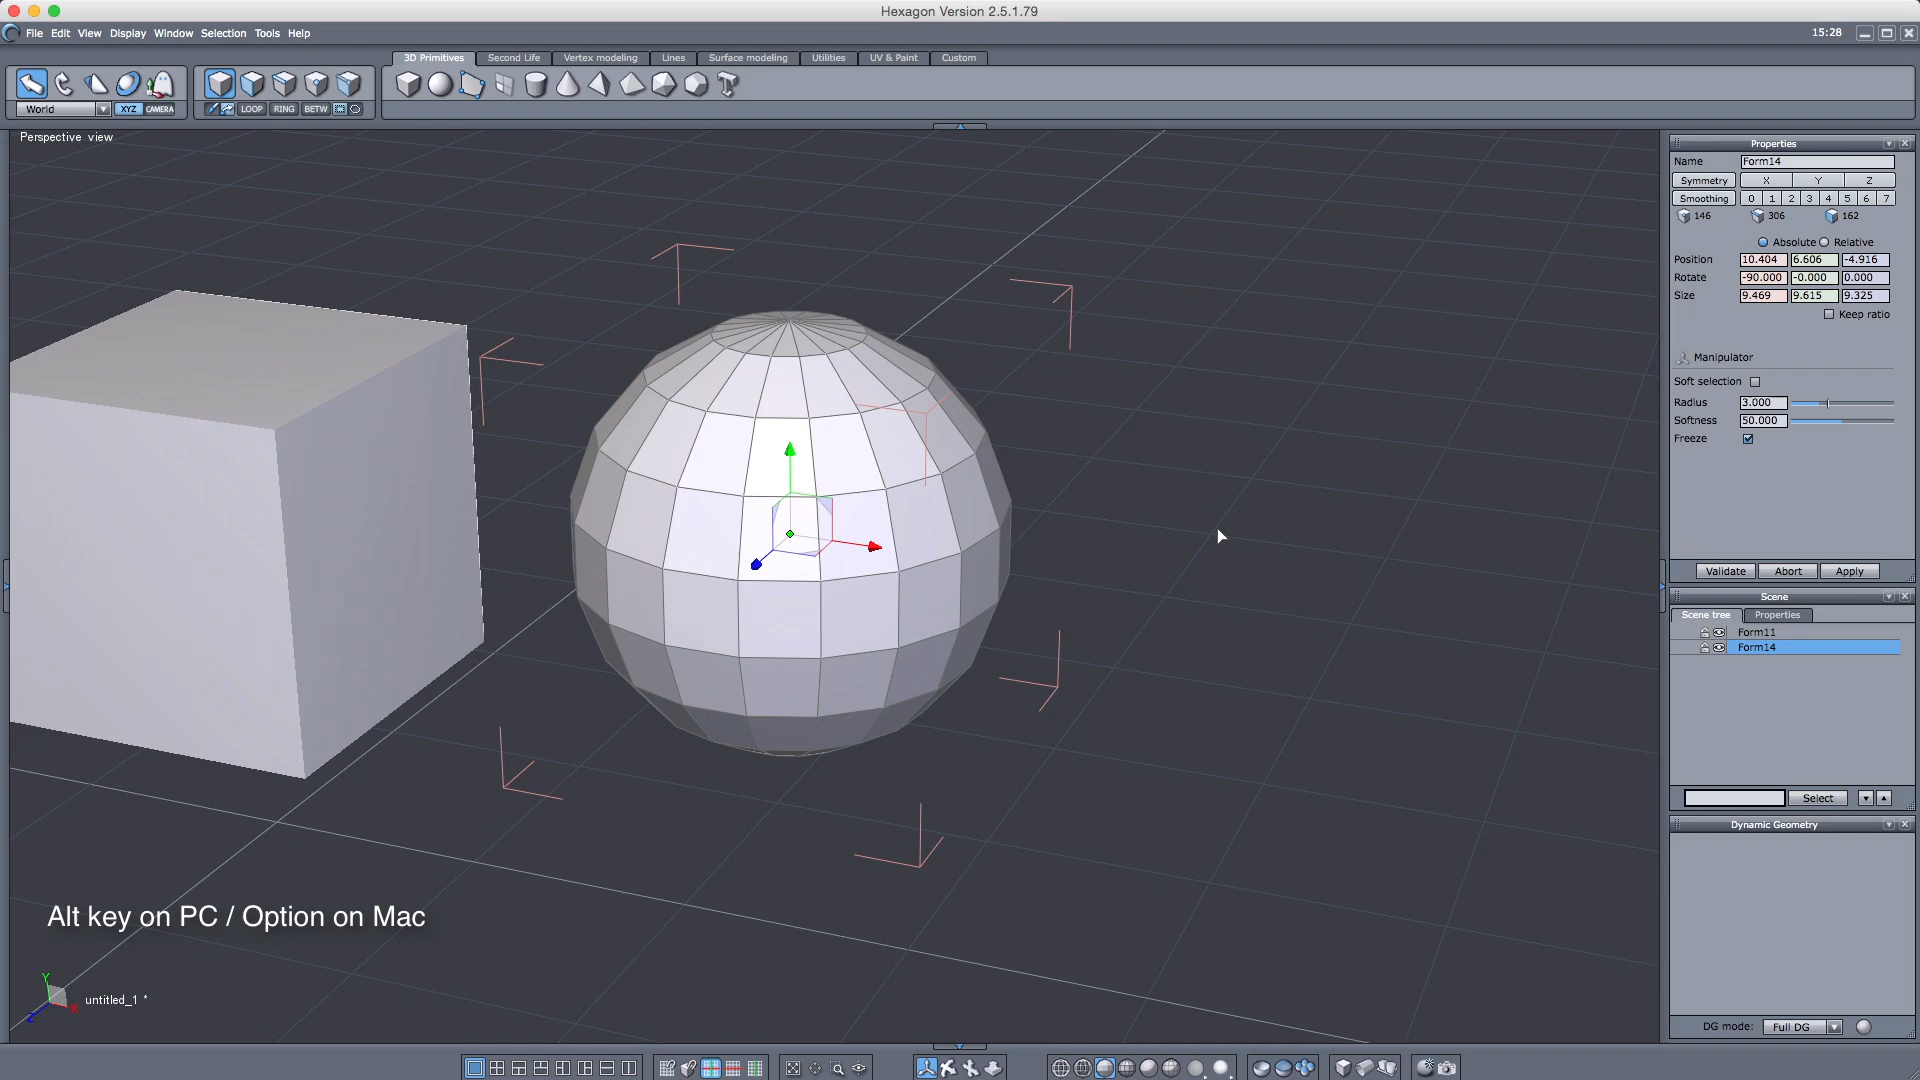 Hexagon Version 2.5.1.79
File Edit View Display Window Selection Tools Help
15:28
3D Primitives Second Life Vertex modeling Lines Surface modeling Utilities UV & Paint Custom
World XYZ CAMERA
LOOP RING BETW
Perspective view
Properties
Name Form14
Symmetry X Y Z
Smoothing 0 1 2 3 4 5 6 7
146 306 162
Absolute Relative
Position 10.404 6.606 -4.916
Rotate -90.000 -0.000 0.000
Size 9.469 9.615 9.325
Keep ratio
Manipulator
Soft selection
Radius 3.000
Softness 50.000
Freeze
Validate Abort Apply
Scene
Scene tree Properties
Form11
Form14
Select
Dynamic Geometry
Alt key on PC / Option on Mac
Y
X
Z
untitled_1 *
DG mode: Full DG